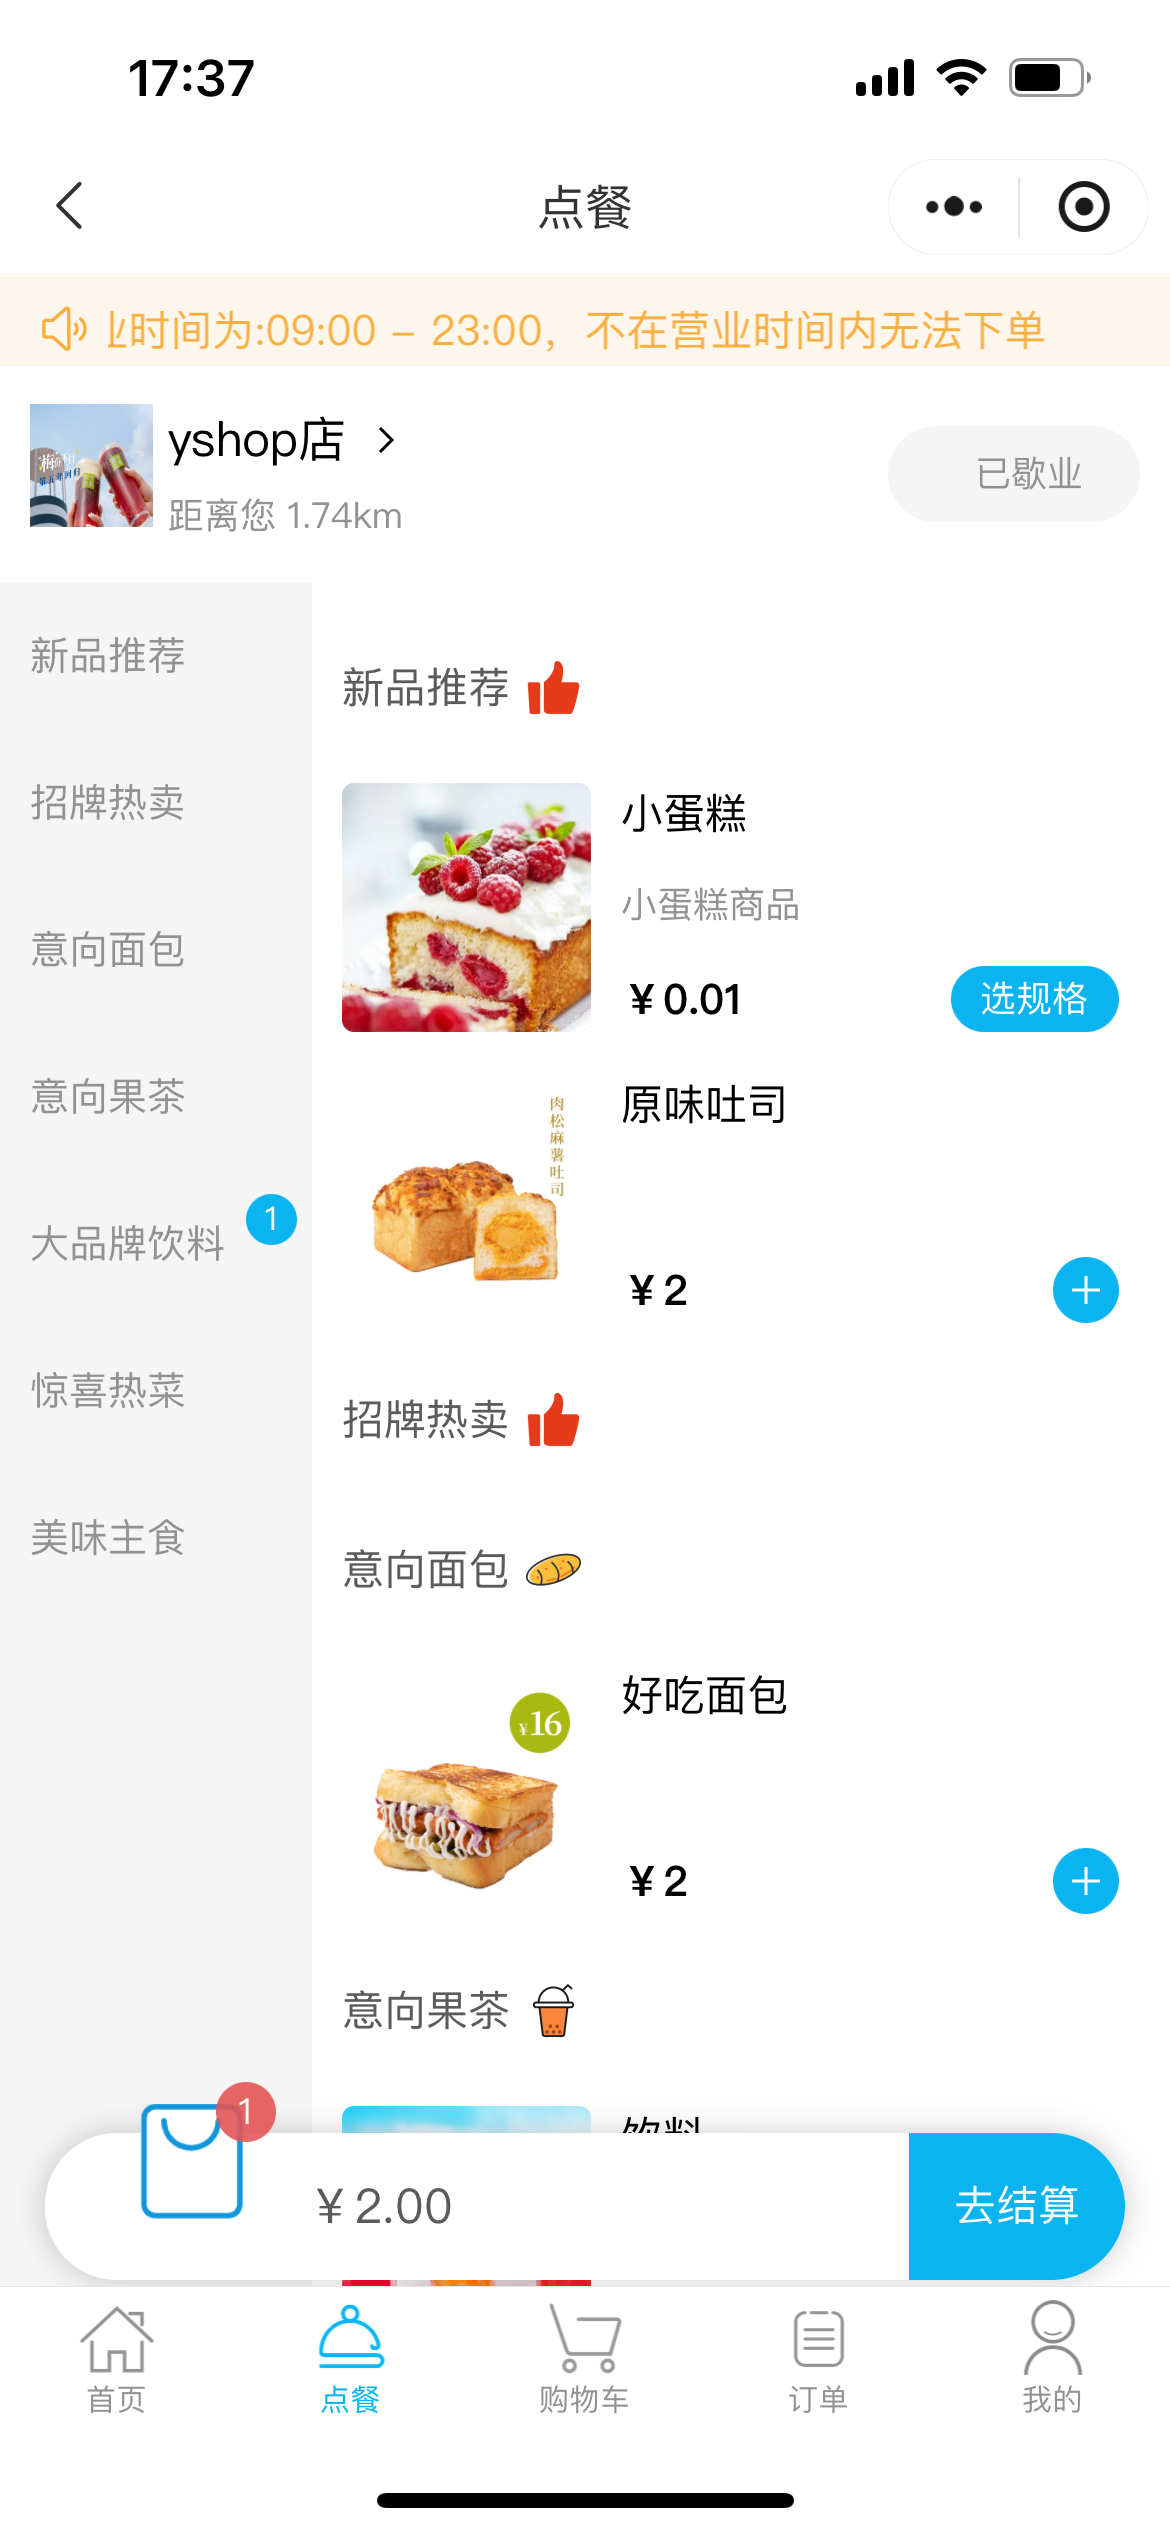 17:37
点餐
业时间为:09:00 – 23:00，不在营业时间内无法下单
yshop店
距离您 1.74km
已歇业
新品推荐
招牌热卖
意向面包
意向果茶
大品牌饮料
1
惊喜热菜
美味主食
新品推荐
小蛋糕
小蛋糕商品
¥ 0.01
选规格
肉松麻薯吐司
原味吐司
¥ 2
招牌热卖
意向面包
¥16
好吃面包
¥ 2
意向果茶
饮料
1
¥ 2.00
去结算
首页
点餐
购物车
订单
我的